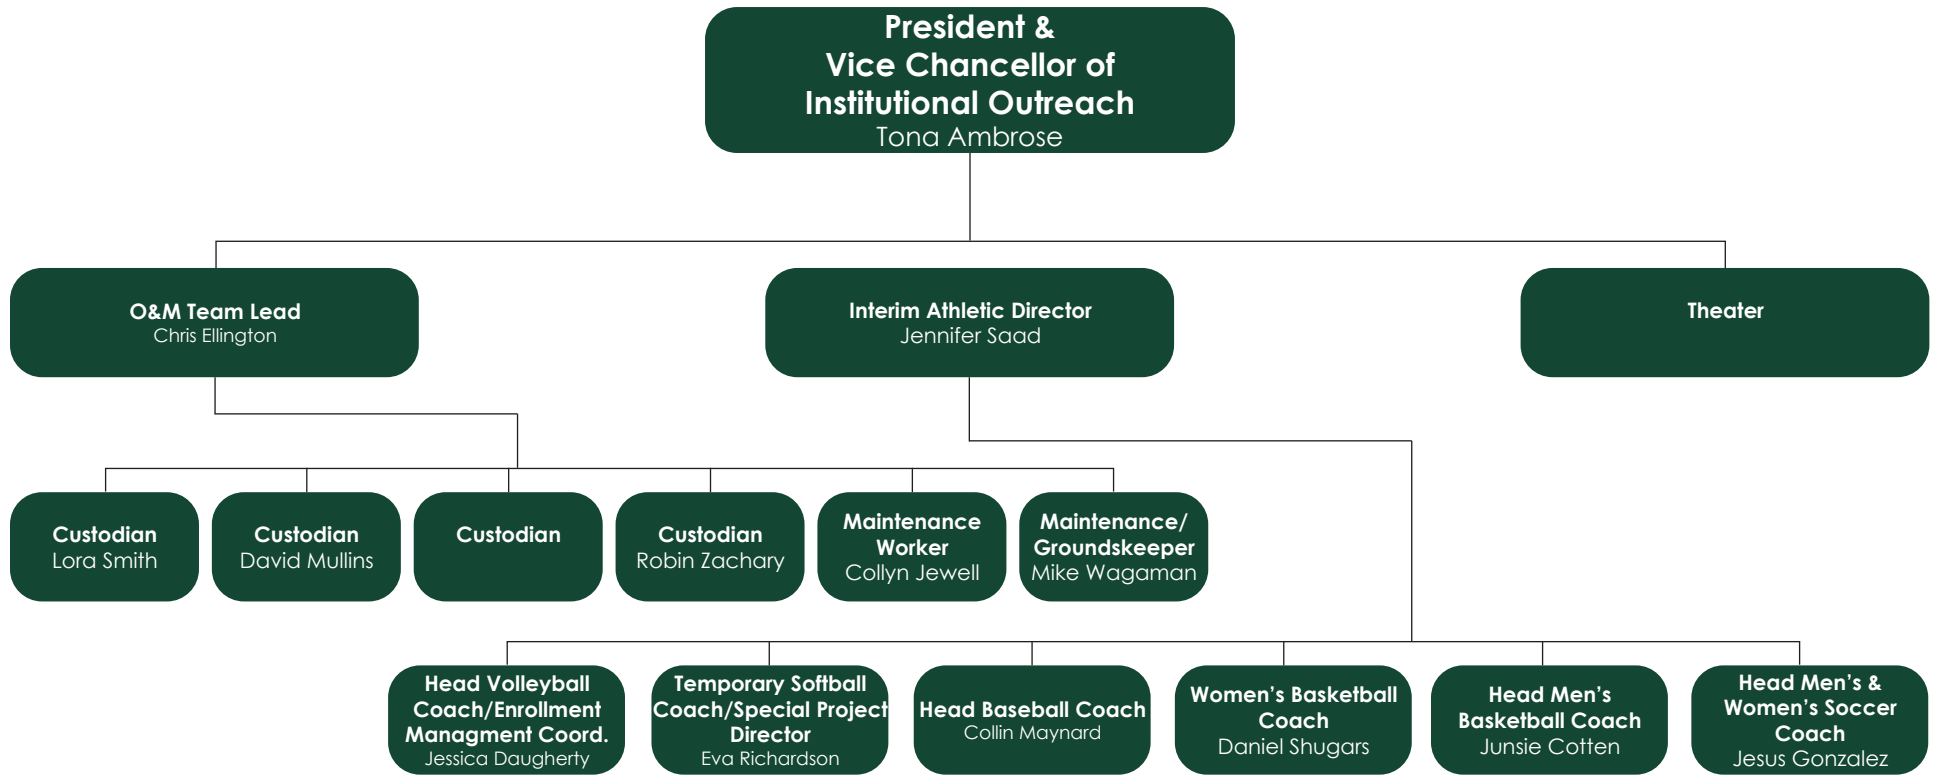 President &
Vice Chancellor of
Institutional Outreach
Tona Ambrose
O&M Team Lead
Chris Ellington
Interim Athletic Director
Jennifer Saad
Theater
Custodian
Lora Smith
Custodian
David Mullins
Custodian
Custodian
Robin Zachary
Maintenance
Worker
Collyn Jewell
Maintenance/
Groundskeeper
Mike Wagaman
Head Volleyball
Coach/Enrollment
Managment Coord.
Jessica Daugherty
Temporary Softball
Coach/Special Project
Director
Eva Richardson
Head Baseball Coach
Collin Maynard
Women’s Basketball
Coach
Daniel Shugars
Head Men’s
Basketball Coach
Junsie Cotten
Head Men’s &
Women’s Soccer
Coach
Jesus Gonzalez